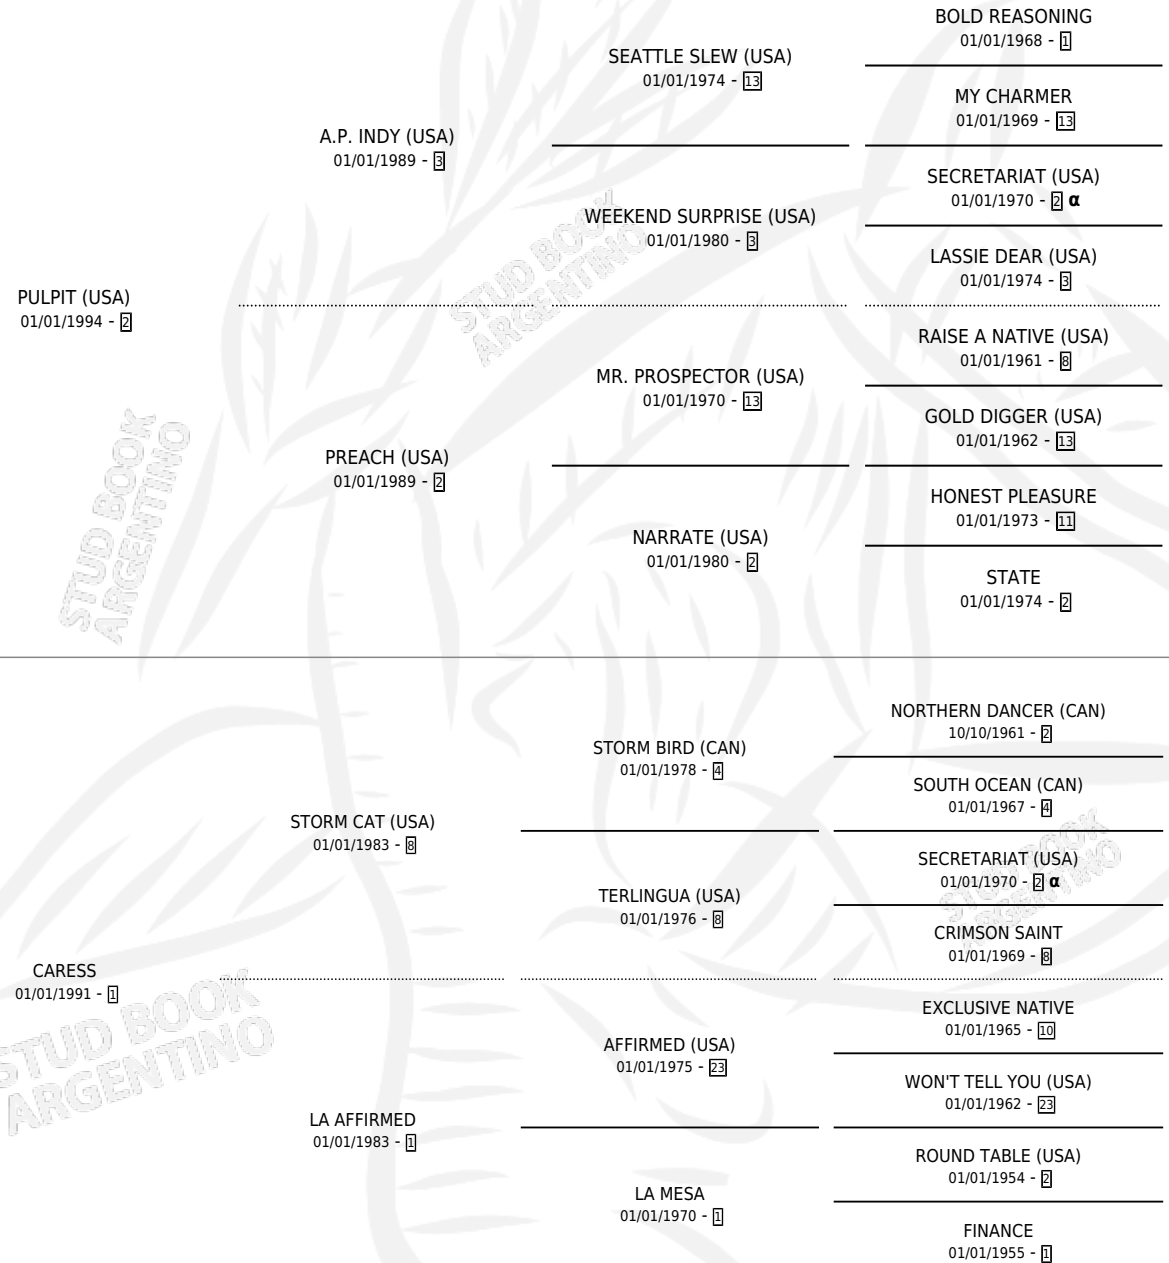 BOLD REASONING
01/01/1968 - 1
SEATTLE SLEW (USA)
01/01/1974 - 13
MY CHARMER
01/01/1969 - 13
A.P. INDY (USA)
01/01/1989 - 3
SECRETARIAT (USA)
01/01/1970 - 2 α
WEEKEND SURPRISE (USA)
01/01/1980 - 3
LASSIE DEAR (USA)
01/01/1974 - 3
PULPIT (USA)
01/01/1994 - 2
RAISE A NATIVE (USA)
01/01/1961 - 8
MR. PROSPECTOR (USA)
01/01/1970 - 13
GOLD DIGGER (USA)
01/01/1962 - 13
PREACH (USA)
01/01/1989 - 2
HONEST PLEASURE
01/01/1973 - 11
NARRATE (USA)
01/01/1980 - 2
STATE
01/01/1974 - 2
NORTHERN DANCER (CAN)
10/10/1961 - 2
STORM BIRD (CAN)
01/01/1978 - 4
SOUTH OCEAN (CAN)
01/01/1967 - 4
STORM CAT (USA)
01/01/1983 - 8
SECRETARIAT (USA)
01/01/1970 - 2 α
TERLINGUA (USA)
01/01/1976 - 8
CRIMSON SAINT
01/01/1969 - 8
CARESS
01/01/1991 - 1
EXCLUSIVE NATIVE
01/01/1965 - 10
AFFIRMED (USA)
01/01/1975 - 23
WON'T TELL YOU (USA)
01/01/1962 - 23
LA AFFIRMED
01/01/1983 - 1
ROUND TABLE (USA)
01/01/1954 - 2
LA MESA
01/01/1970 - 1
FINANCE
01/01/1955 - 1
STUD BOOK
ARGENTINO
STUD BOOK
ARGENTINO
STUD BOOK
ARGENTINO
STUD BOOK
ARGENTINO